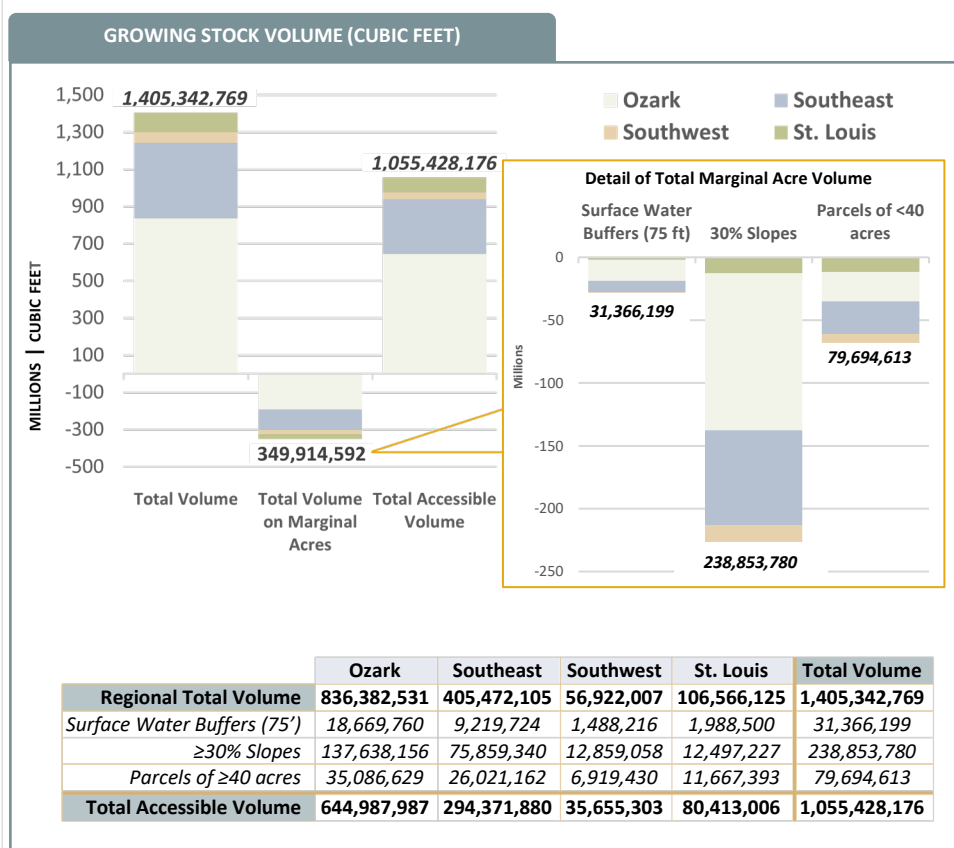 GROWING STOCK VOLUME (CUBIC FEET)
MILLIONS | CUBIC FEET
1,500
1,300
1,100
900
700
500
300
100
-100
-300
-500
1,405,342,769
349,914,592
1,055,428,176
Total Volume
Total Volume
on Marginal
Acres
Total Accessible
Volume
Ozark Southeast
Southwest St. Louis
Detail of Total Marginal Acre Volume
Surface Water
Buffers (75 ft)
30% Slopes
Parcels of <40
acres
Millions
0
-50
-100
-150
-200
-250
31,366,199
238,853,780
79,694,613
Ozark Southeast Southwest St. Louis Total Volume
Regional Total Volume 836,382,531 405,472,105 56,922,007 106,566,125 1,405,342,769
Surface Water Buffers (75') 18,669,760 9,219,724 1,488,216 1,988,500 31,366,199
≥30% Slopes 137,638,156 75,859,340 12,859,058 12,497,227 238,853,780
Parcels of ≥40 acres 35,086,629 26,021,162 6,919,430 11,667,393 79,694,613
Total Accessible Volume 644,987,987 294,371,880 35,655,303 80,413,006 1,055,428,176